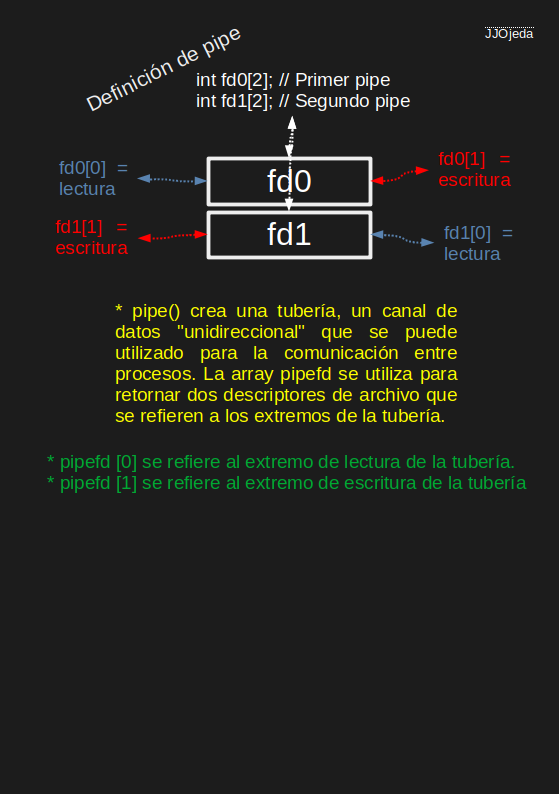 JJOjeda
Definición de pipe
int fd0[2]; // Primer pipe
int fd1[2]; // Segundo pipe
fd0[0] =
lectura
fd0
fd0[1] =
escritura
fd1[1] =
escritura
fd1
fd1[0] =
lectura
* pipe() crea una tubería, un canal de
datos "unidireccional" que se puede
utilizado para la comunicación entre
procesos. La array pipefd se utiliza para
retornar dos descriptores de archivo que
se refieren a los extremos de la tubería.
* pipefd [0] se refiere al extremo de lectura de la tubería.
* pipefd [1] se refiere al extremo de escritura de la tubería